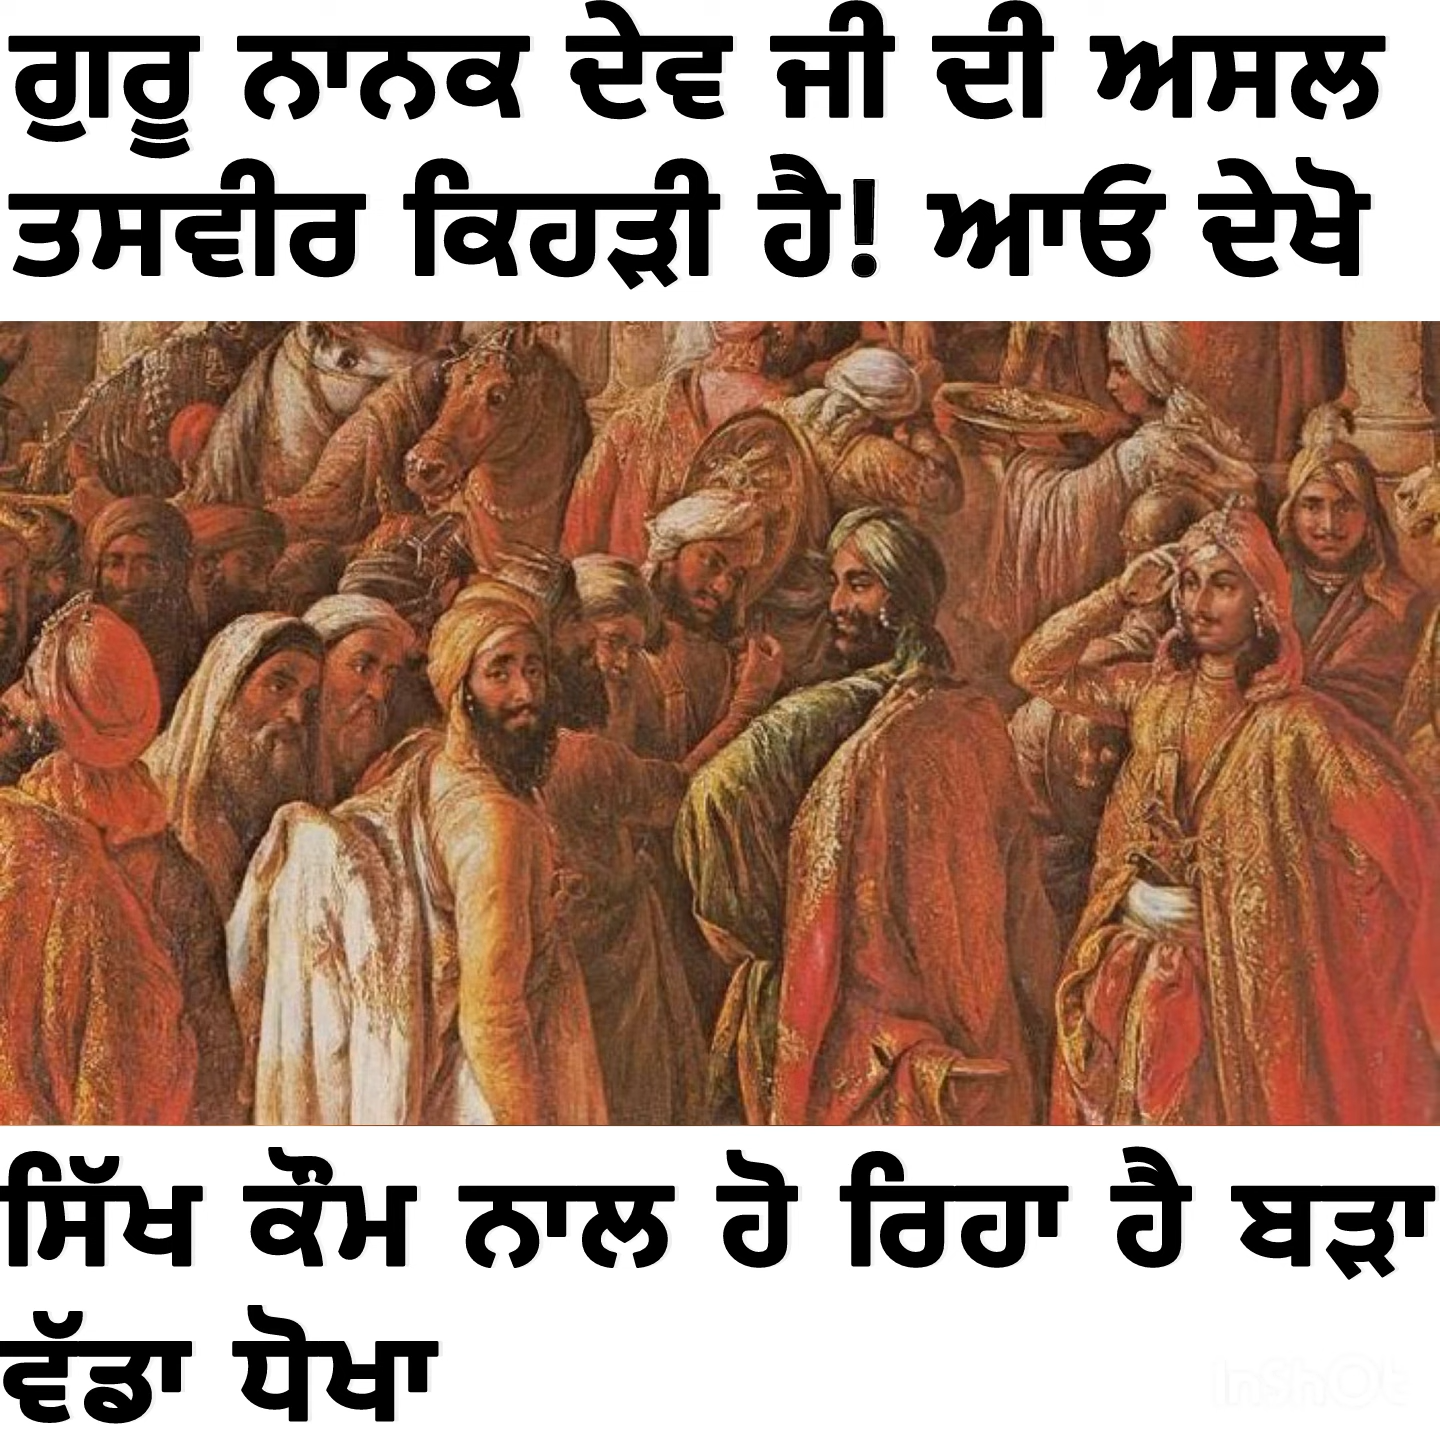 ਗੁਰੂ ਨਾਨਕ ਦੇਵ ਜੀ ਦੀ ਅਸਲ
ਤਸਵੀਰ ਕਿਹੜੀ ਹੈ! ਆਓ ਦੇਖੋ
ਸਿੱਖ ਕੌਮ ਨਾਲ ਹੋ ਰਿਹਾ ਹੈ ਬੜਾ
ਵੱਡਾ ਧੋਖਾ
InShOt